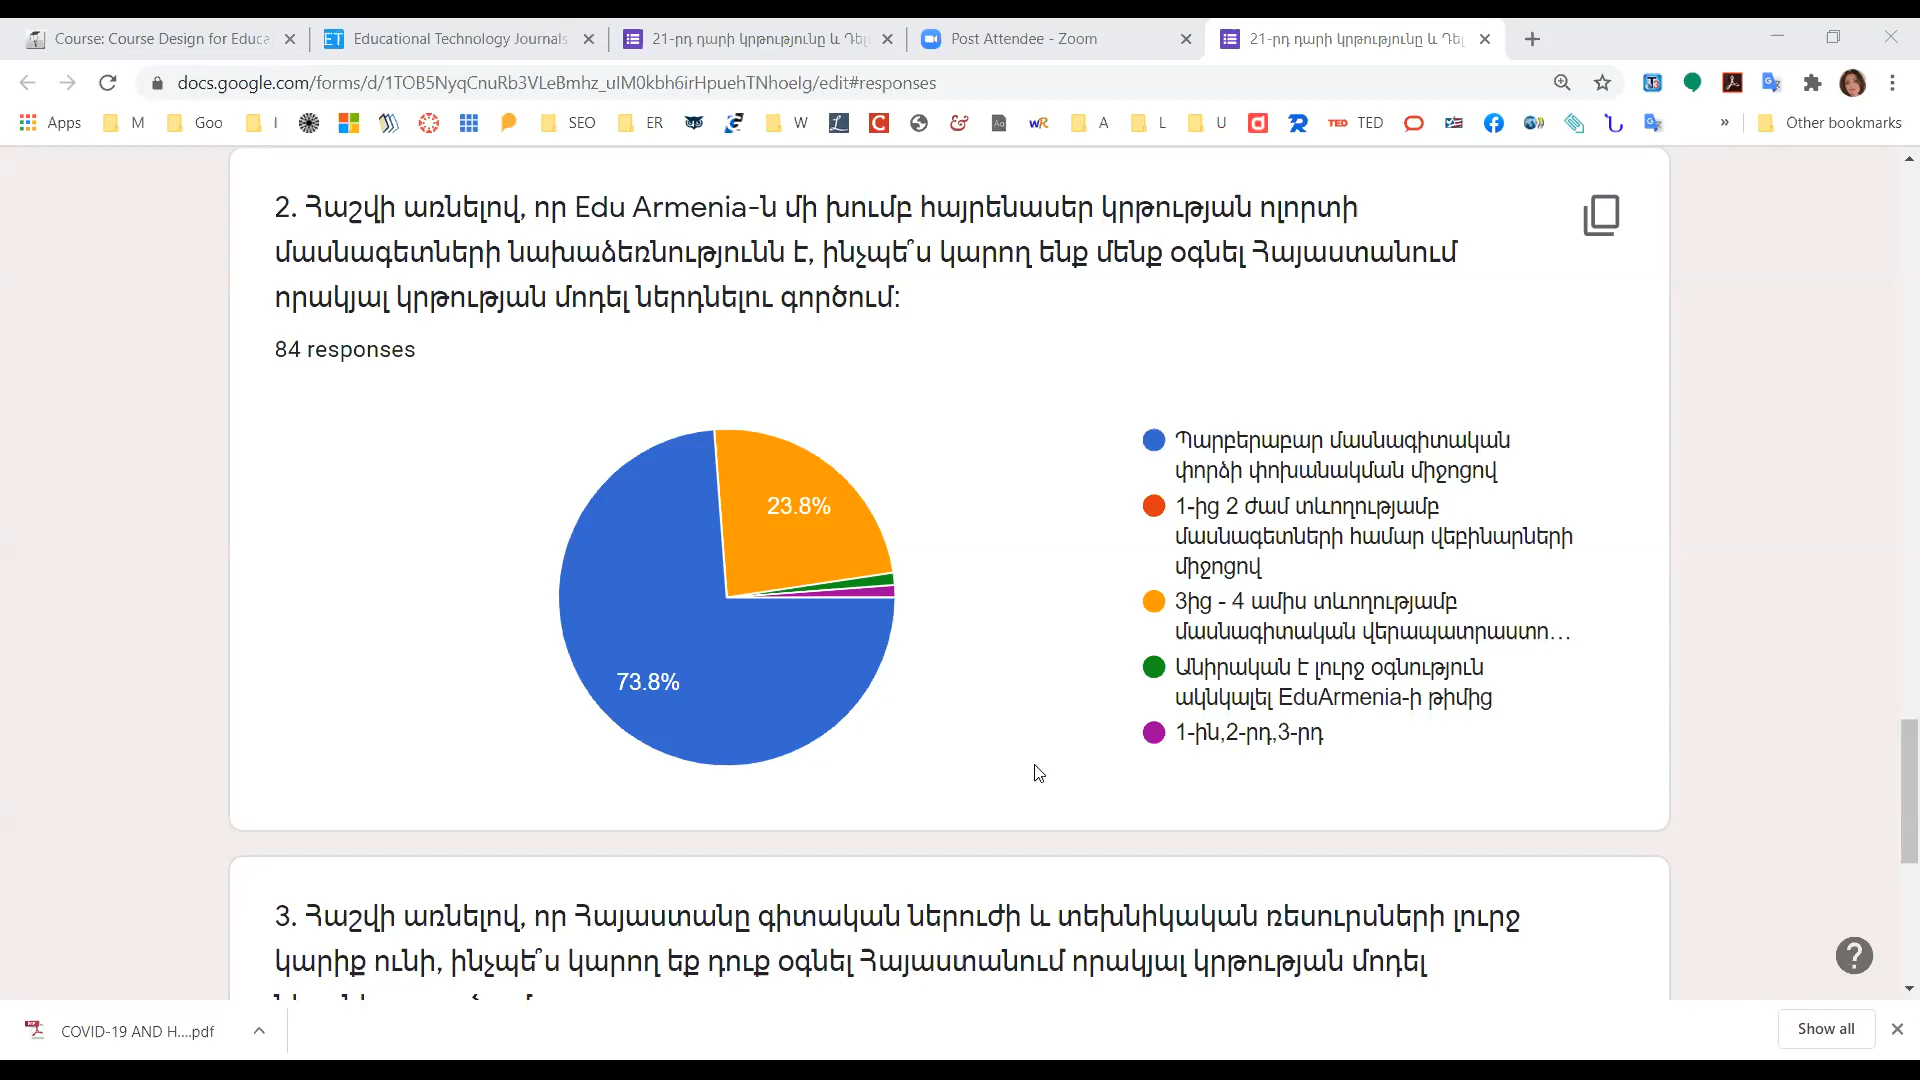 Course: Course Design for Educa
Educational Technology Journals
21-րդ դարի կրթությունը և Դել
Post Attendee - Zoom
21-րդ դարի կրթությունը և Դել
docs.google.com/forms/d/1TOB5NyqCnuRb3VLeBmhz_uIM0kbh6irHpuehTNhoeIg/edit#responses
Apps M Goo I SEO ER W A L U TED TED » Other bookmarks
2. Հաշվի առնելով, որ Edu Armenia-ն մի խումբ հայրենասեր կրթության ոլորտի
մասնագետների նախաձեռնությունն է, ինչպե՞ս կարող ենք մենք օգնել Հայաստանում
որակյալ կրթության մոդել ներդնելու գործում:
84 responses
23.8%
73.8%
Պարբերաբար մասնագիտական
փորձի փոխանակման միջոցով
1-ից 2 ժամ տևողությամբ
մասնագետների համար վեբինարների
միջոցով
3ից - 4 ամիս տևողությամբ
մասնագիտական վերապատրաստո...
Անիրական է լուրջ օգնություն
ակնկալել EduArmenia-ի թիմից
1-ին,2-րդ,3-րդ
3. Հաշվի առնելով, որ Հայաստանը գիտական ներուժի և տեխնիկական ռեսուրսների լուրջ
կարիք ունի, ինչպե՞ս կարող եք դուք օգնել Հայաստանում որակյալ կրթության մոդել
COVID-19 AND H....pdf
Show all